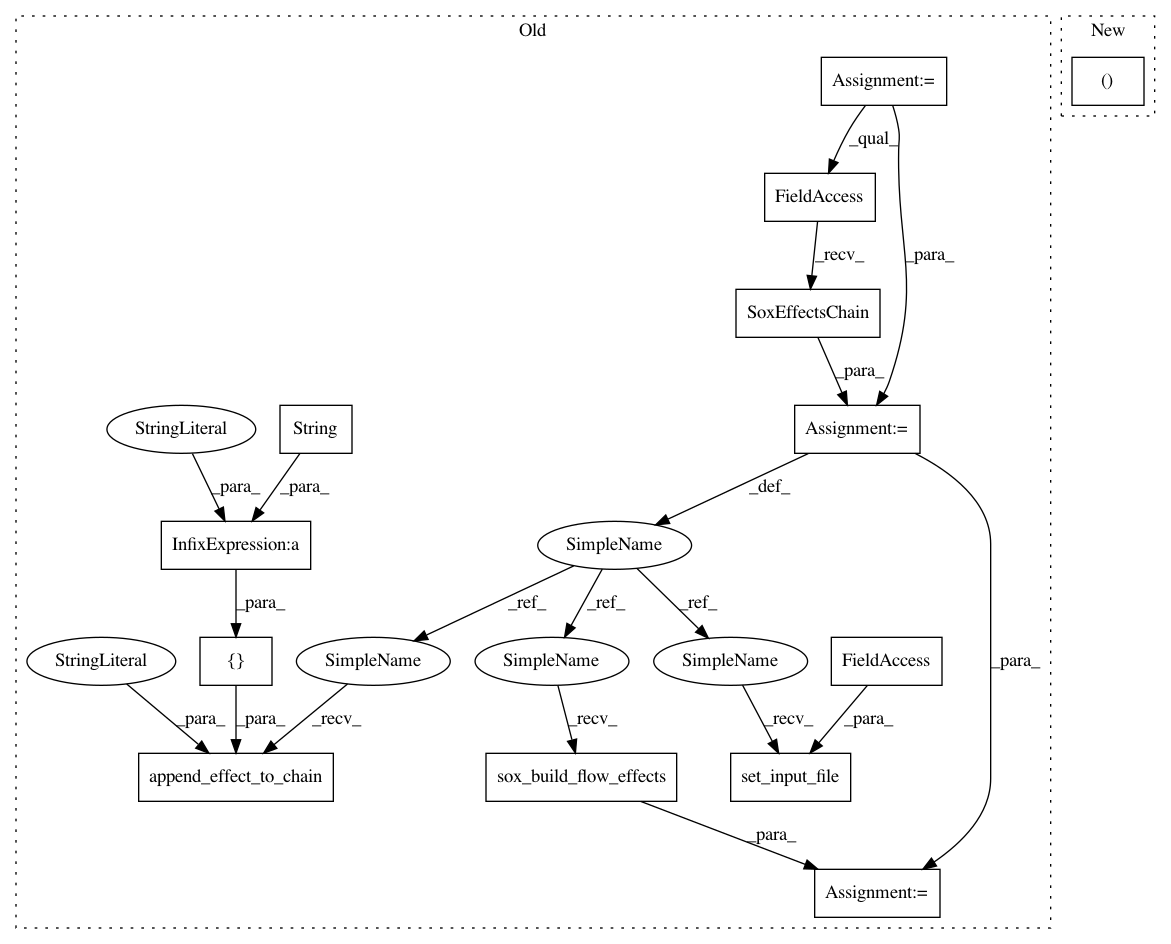 Old
New
Assignment:=
()
_qual_
FieldAccess
_recv_
_para_
SoxEffectsChain
_para_
StringLiteral
String
Assignment:=
_para_
_para_
_def_
InfixExpression:a
SimpleName
_para_
_ref_
_ref_
_ref_
StringLiteral
{}
SimpleName
SimpleName
SimpleName
FieldAccess
_para_
_para_
_para_
_recv_
_recv_
_recv_
_para_
append_effect_to_chain
sox_build_flow_effects
set_input_file
_para_
Assignment:=